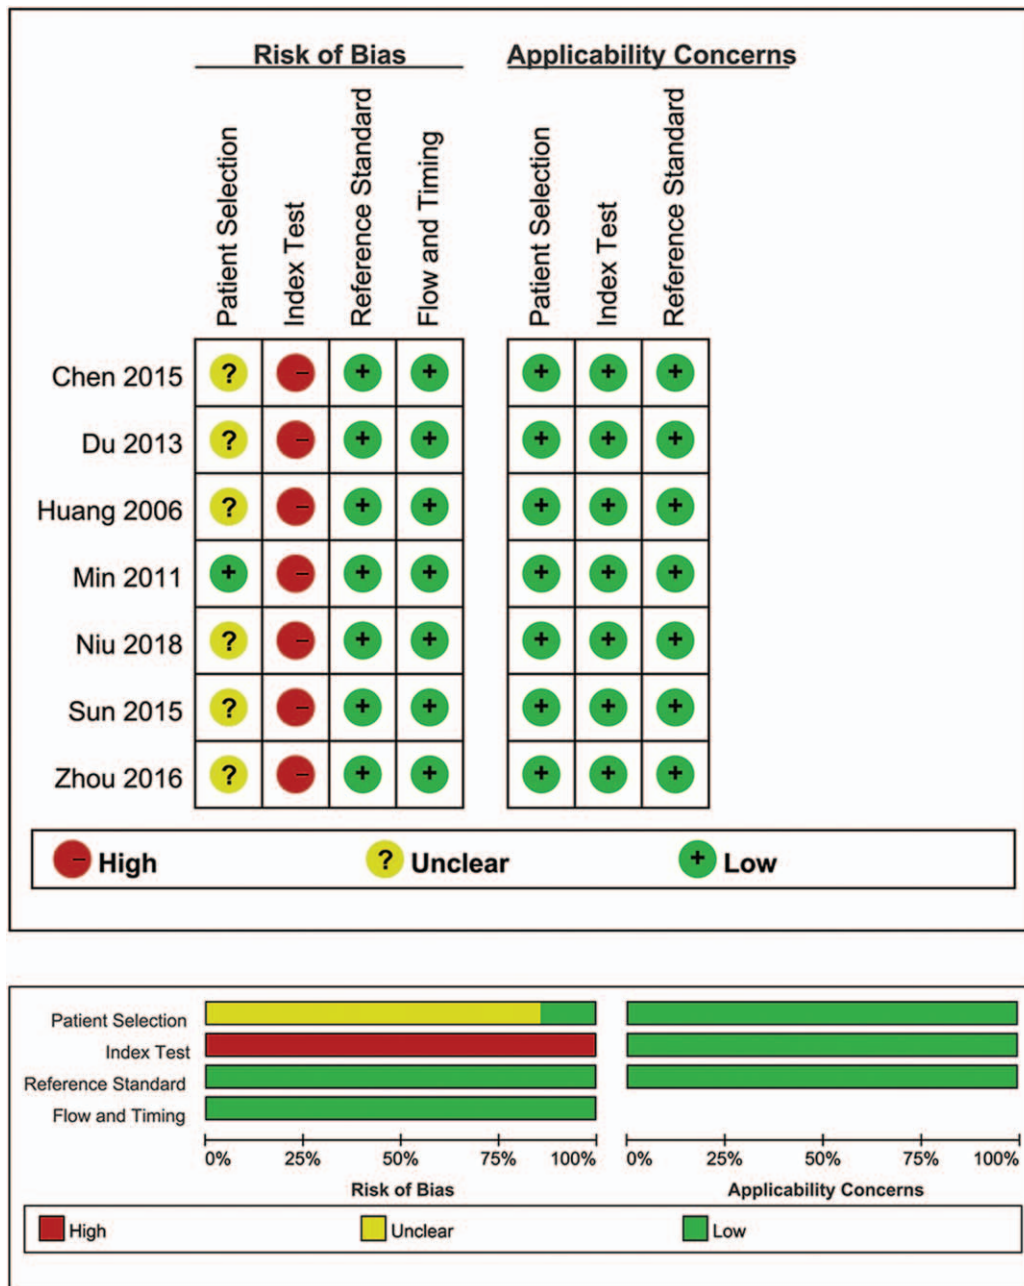 Risk of Bias
Applicability Concerns
Patient Selection
Index Test
Reference Standard
Flow and Timing
Patient Selection
Index Test
Reference Standard
Chen 2015 ? - + + + + +
Du 2013 ? - + + + + +
Huang 2006 ? - + + + + +
Min 2011 + - + + + + +
Niu 2018 ? - + + + + +
Sun 2015 ? - + + + + +
Zhou 2016 ? - + + + + +
- High ? Unclear + Low
Patient Selection
Index Test
Reference Standard
Flow and Timing
0% 25% 50% 75% 100% 0% 25% 50% 75% 100%
Risk of Bias Applicability Concerns
High Unclear Low